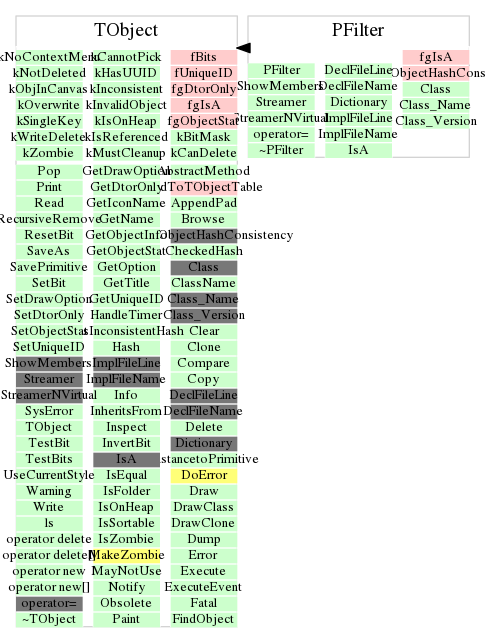 TObject
kNoContextMenu kCannotPick fBits
kNotDeleted kHasUUID fUniqueID
kObjInCanvas kInconsistent fgDtorOnly
kOverwrite kInvalidObject fgIsA
kSingleKey kIsOnHeap fgObjectStat
kWriteDelete kIsReferenced kBitMask
kZombie kMustCleanup kCanDelete
Pop GetDrawOption AbstractMethod
Print GetDtorOnly dToTObjectTable
Read GetIconName AppendPad
RecursiveRemove GetName Browse
ResetBit GetObjectInfo ObjectHashConsistency
SaveAs GetObjectStat CheckedHash
SavePrimitive GetOption Class
SetBit GetTitle ClassName
SetDrawOption GetUniqueID Class_Name
SetDtorOnly HandleTimer Class_Version
SetObjectStat sInconsistentHash Clear
SetUniqueID Hash Clone
ShowMembers ImplFileLine Compare
Streamer ImplFileName Copy
StreamerNVirtual Info DeclFileLine
SysError InheritsFrom DeclFileName
TObject Inspect Delete
TestBit InvertBit Dictionary
TestBits IsA stancetoPrimitive
UseCurrentStyle IsEqual DoError
Warning IsFolder Draw
Write IsOnHeap DrawClass
ls IsSortable DrawClone
operator delete IsZombie Dump
operator delete[] MakeZombie Error
operator new MayNotUse Execute
operator new[] Notify ExecuteEvent
operator= Obsolete Fatal
~TObject Paint FindObject
PFilter
fgIsA
PFilter DeclFileLine ObjectHashCons
ShowMembers DeclFileName Class
Streamer Dictionary Class_Name
StreamerNVirtual ImplFileLine Class_Version
operator= ImplFileName
~PFilter IsA